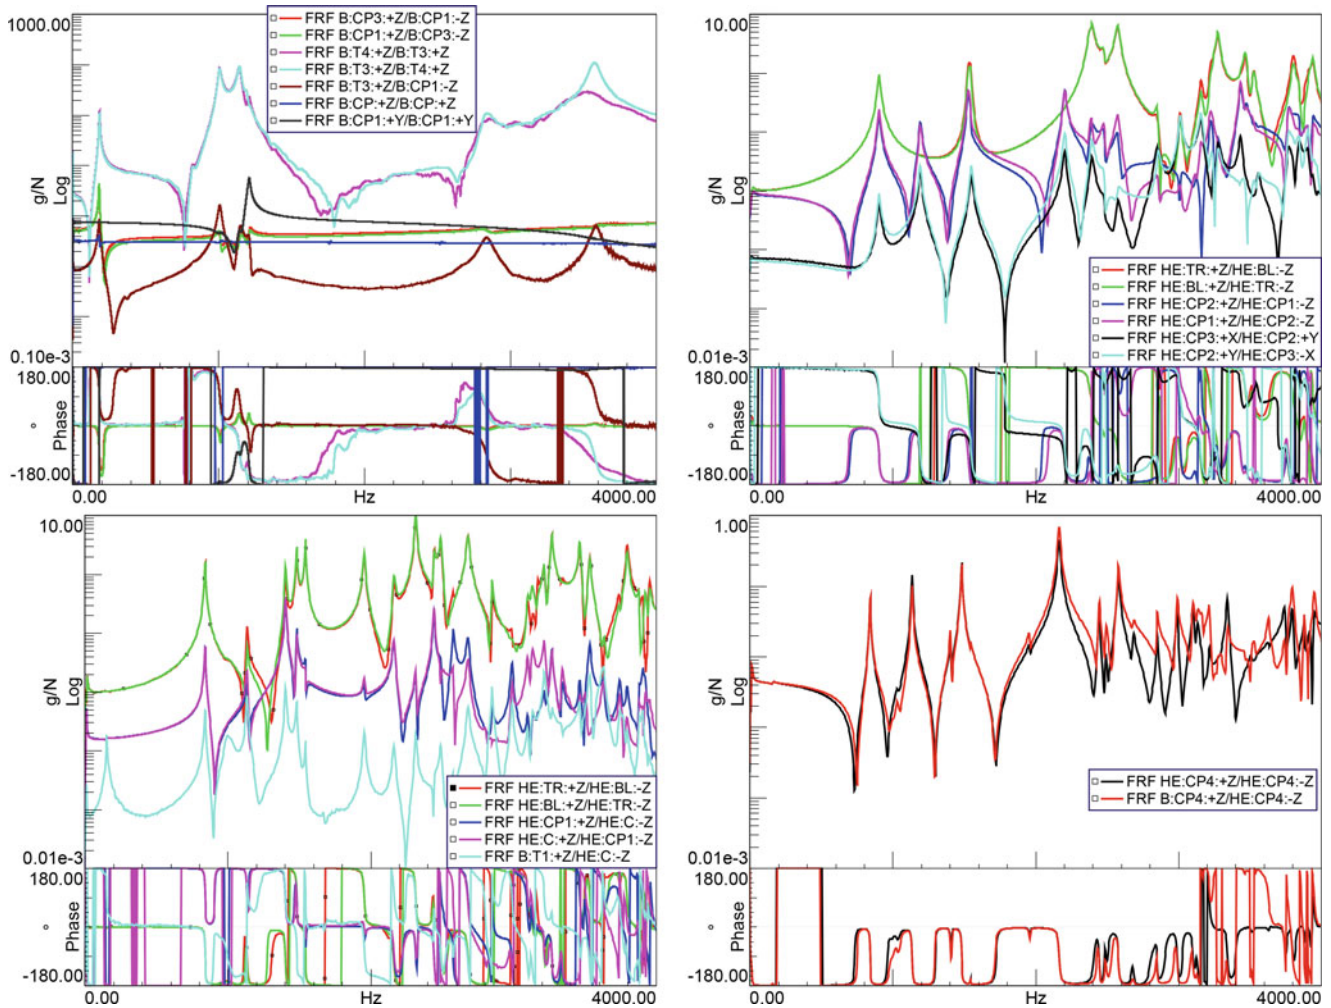 1000.00
g/N
Log
0.10e-3
FRF B:CP3:+Z/B:CP1:-Z
FRF B:CP1:+Z/B:CP3:-Z
FRF B:T4:+Z/B:T3:+Z
FRF B:T3:+Z/B:T4:+Z
FRF B:T3:+Z/B:CP1:-Z
FRF B:CP:+Z/B:CP:+Z
FRF B:CP1:+Y/B:CP1:+Y
180.00
°
Phase
-180.00
0.00 Hz 4000.00
10.00
g/N
Log
0.01e-3
FRF HE:TR:+Z/HE:BL:-Z
FRF HE:BL:+Z/HE:TR:-Z
FRF HE:CP2:+Z/HE:CP1:-Z
FRF HE:CP1:+Z/HE:CP2:-Z
FRF HE:CP3:+X/HE:CP2:+Y
FRF HE:CP2:+Y/HE:CP3:-X
180.00
°
Phase
-180.00
0.00 Hz 4000.00
10.00
g/N
Log
0.01e-3
FRF HE:TR:+Z/HE:BL:-Z
FRF HE:BL:+Z/HE:TR:-Z
FRF HE:CP1:+Z/HE:C:-Z
FRF HE:C:+Z/HE:CP1:-Z
FRF B:T1:+Z/HE:C:-Z
180.00
°
Phase
-180.00
0.00 Hz 4000.00
1.00
g/N
Log
0.01e-3
FRF HE:CP4:+Z/HE:CP4:-Z
FRF B:CP4:+Z/HE:CP4:-Z
180.00
°
Phase
-180.00
0.00 Hz 4000.00